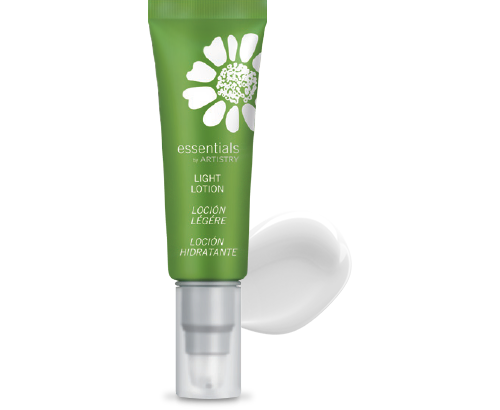 essentials
by ARTISTRY
LIGHT
LOTION
LOCIÓN
LÉGÈRE
LOCIÓN
HIDRATANTE